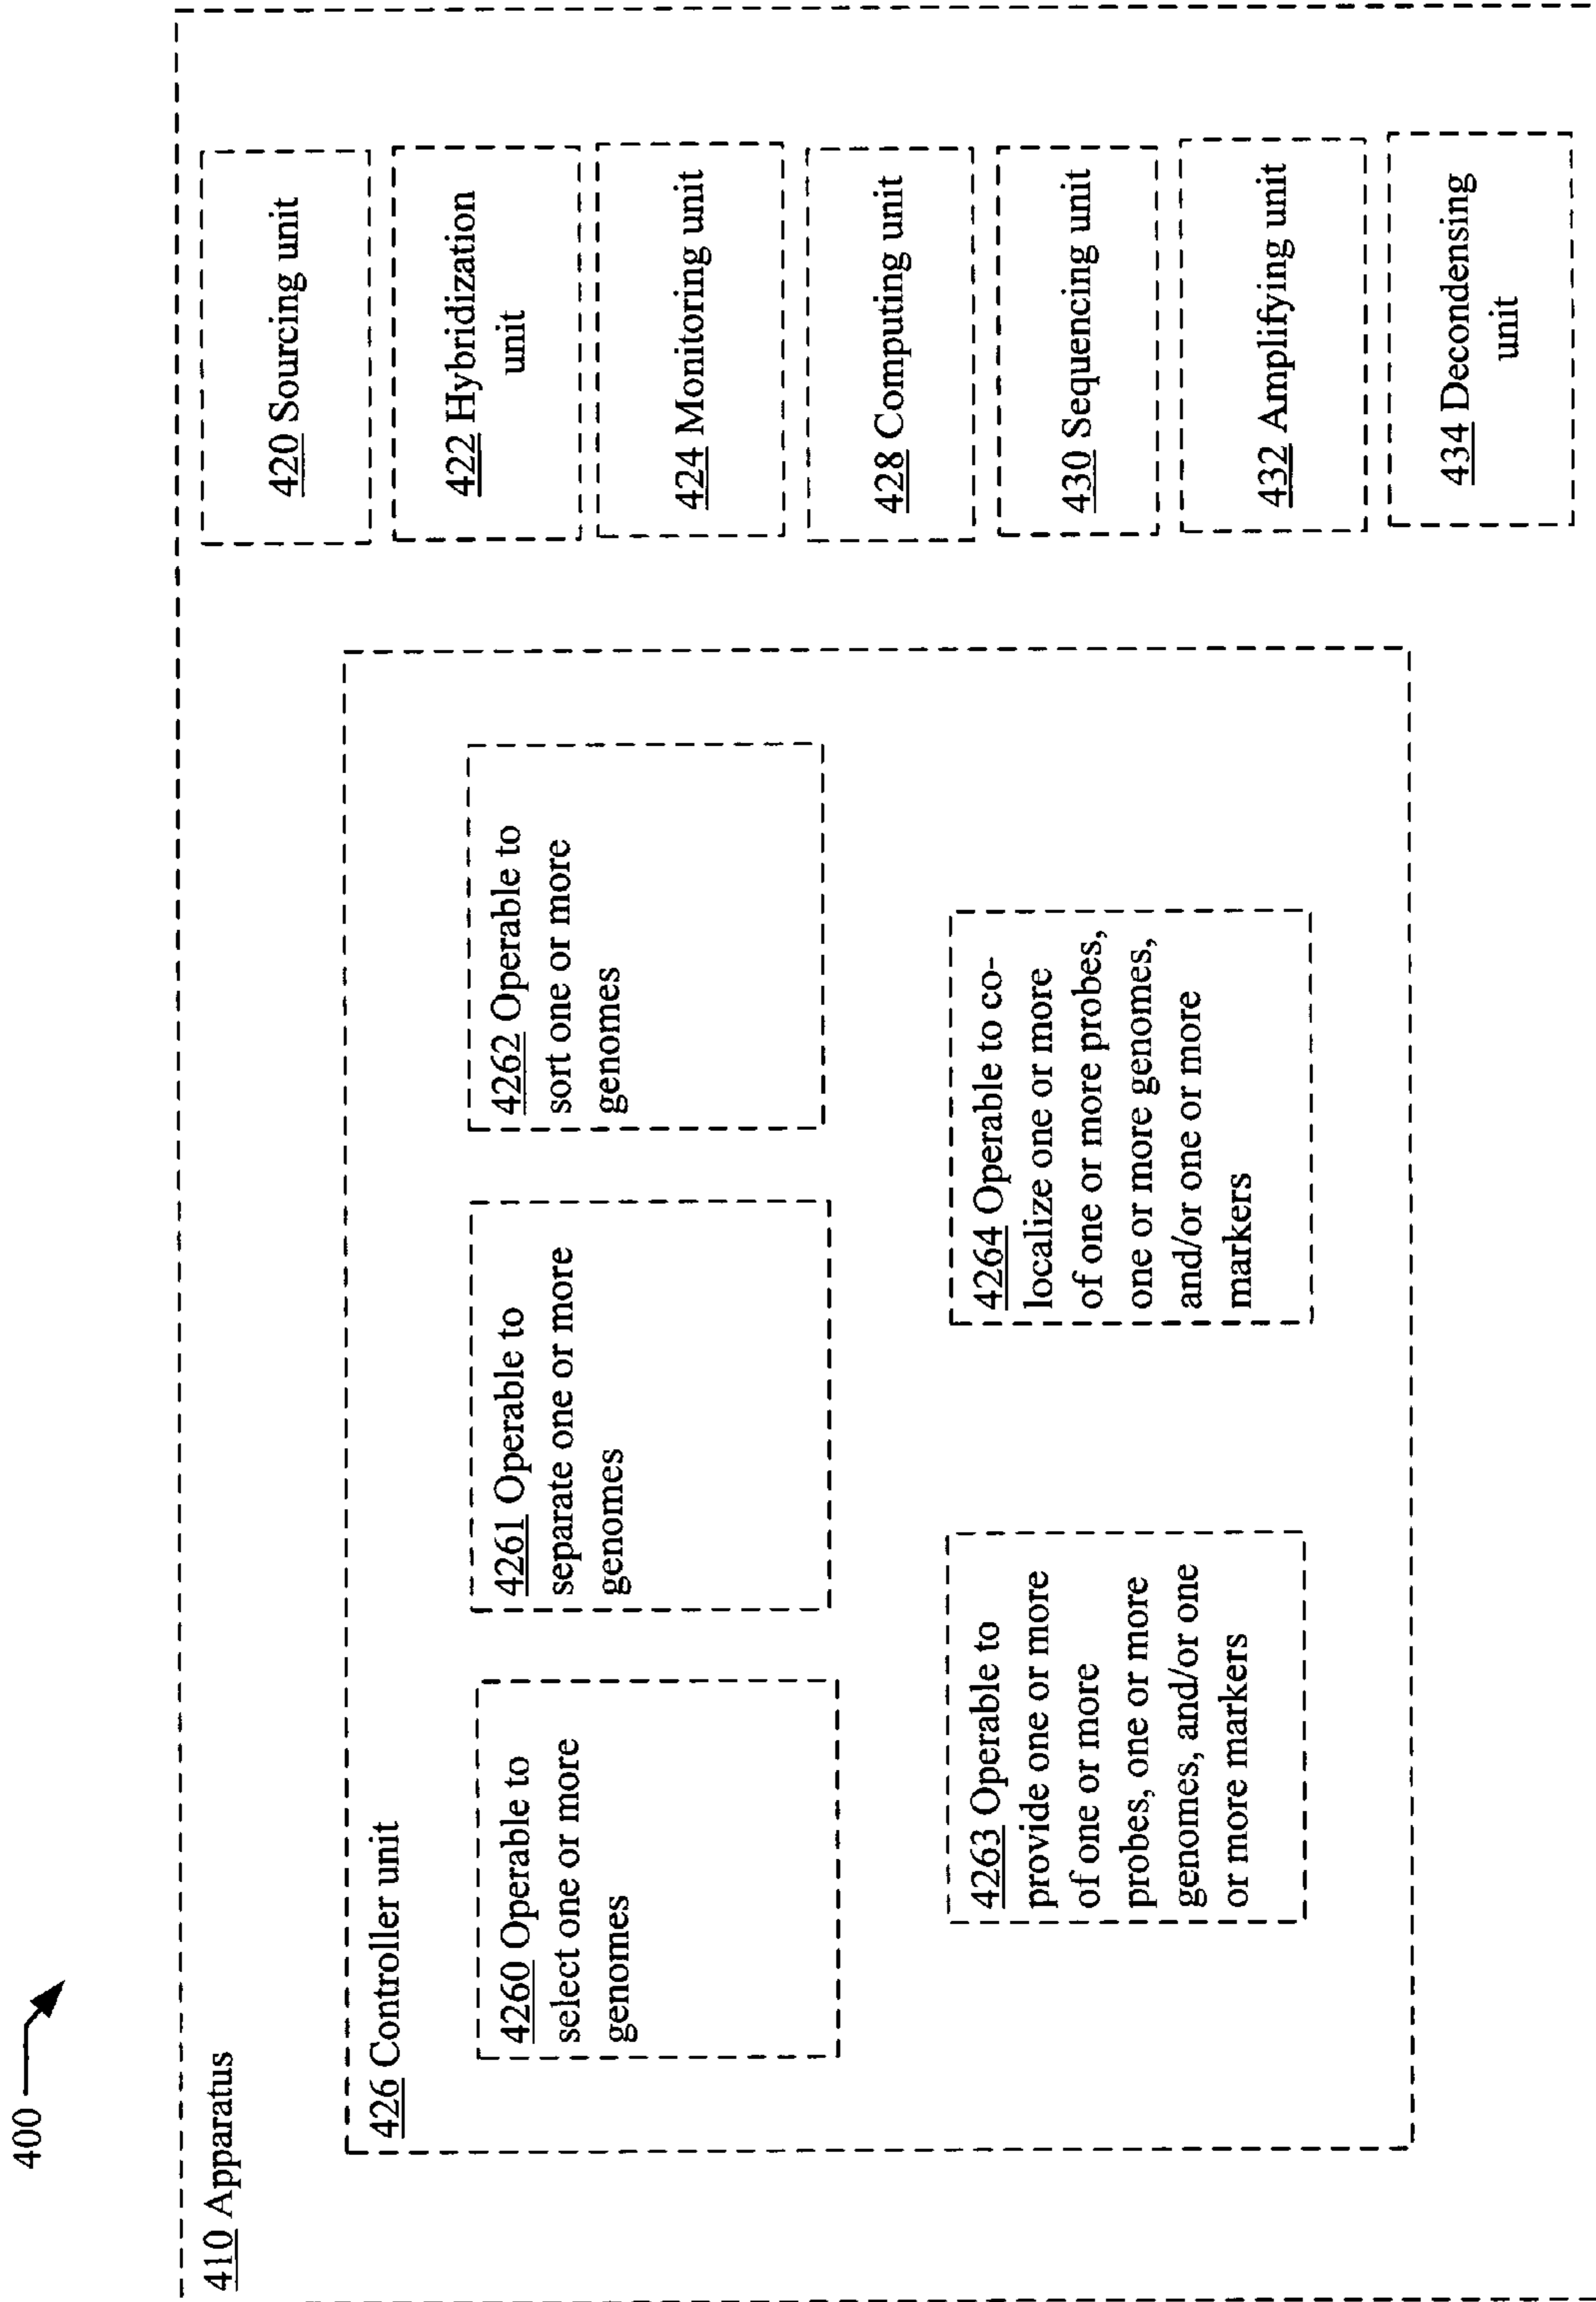 400
410 Apparatus
426 Controller unit
4260 Operable to
select one or more
genomes
4261 Operable to
separate one or more
genomes
4262 Operable to
sort one or more
genomes
4263 Operable to
provide one or more
of one or more
probes, one or more
genomes, and/or one
or more markers
4264 Operable to co-
localize one or more
of one or more probes,
one or more genomes,
and/or one or more
markers
420 Sourcing unit
422 Hybridization
unit
424 Monitoring unit
428 Computing unit
430 Sequencing unit
432 Amplifying unit
434 Decondensing
unit